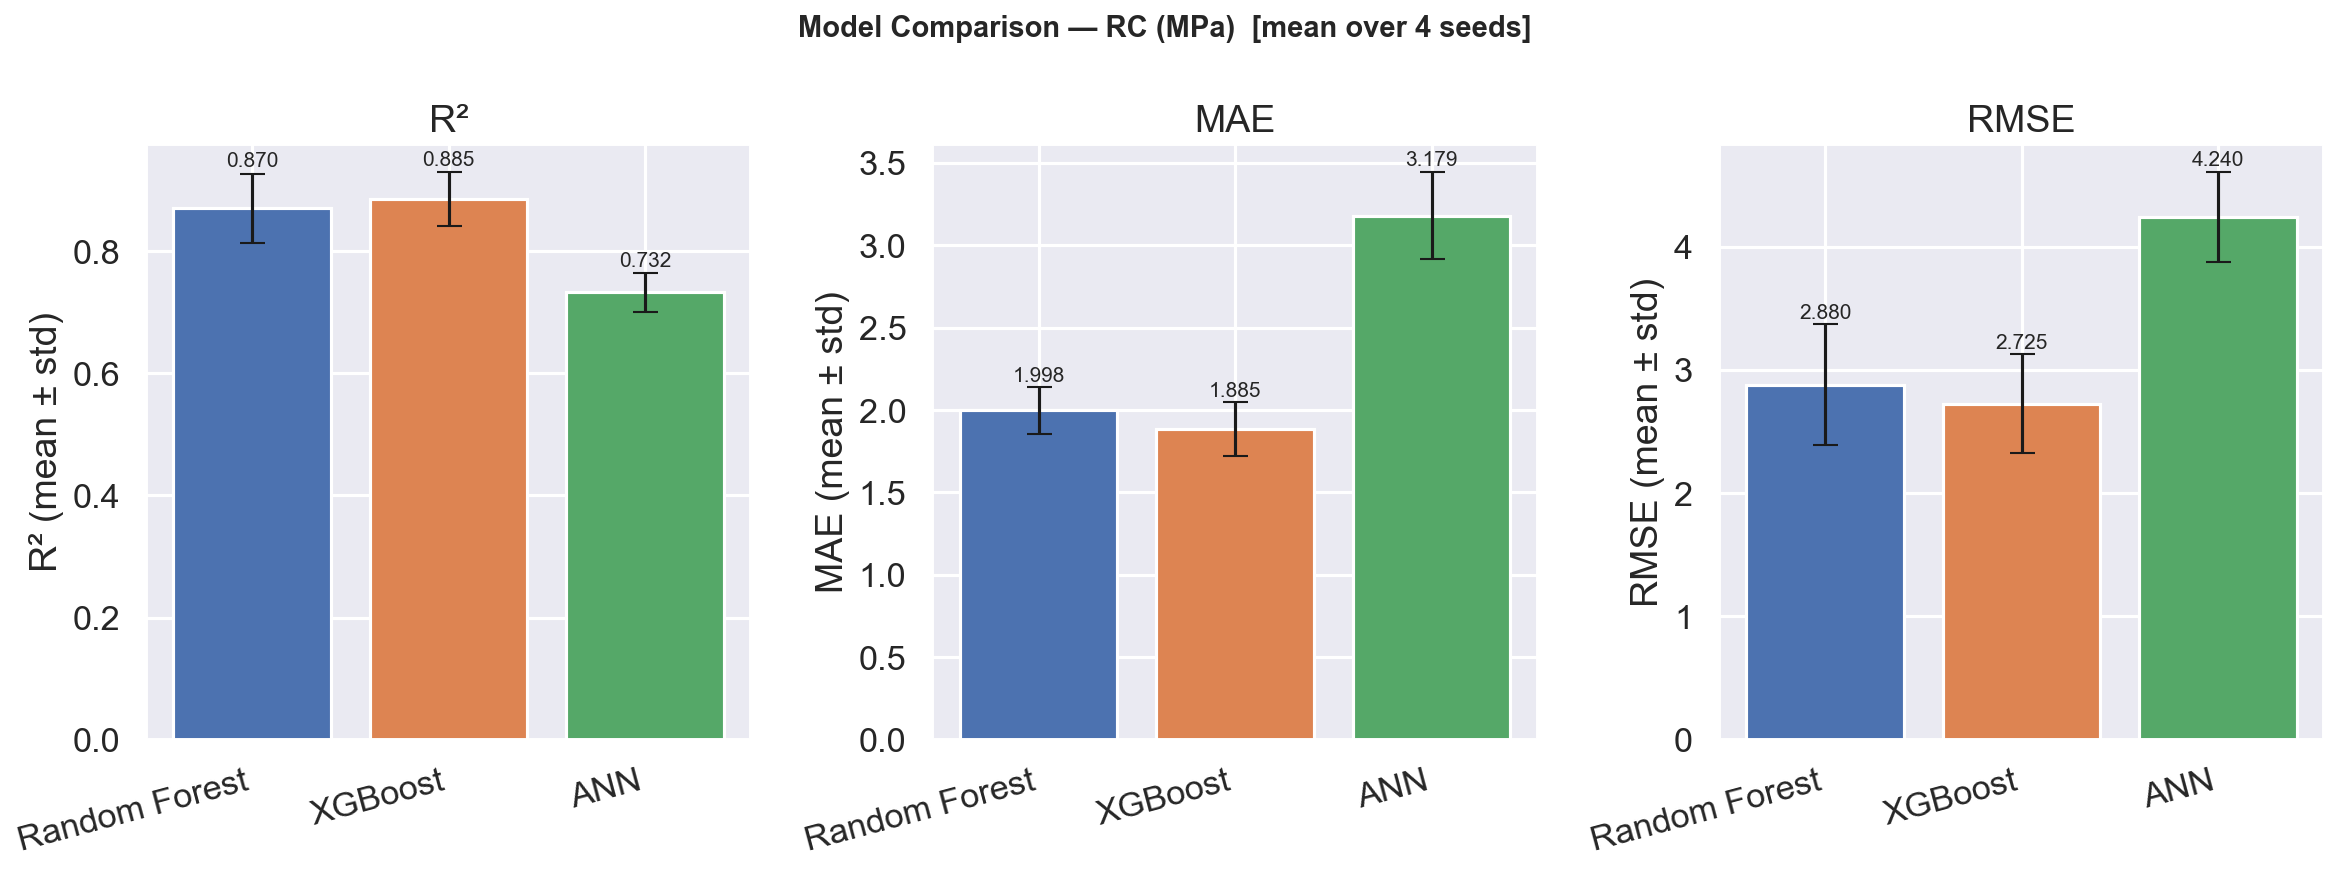 Model Comparison — RC (MPa)  [mean over 4 seeds]
R²
R² (mean ± std)
0.8
0.6
0.4
0.2
0.0
0.870
0.885
0.732
Random Forest
XGBoost
ANN
MAE
MAE (mean ± std)
3.5
3.0
2.5
2.0
1.5
1.0
0.5
0.0
1.998
1.885
3.179
Random Forest
XGBoost
ANN
RMSE
RMSE (mean ± std)
4
3
2
1
0
2.880
2.725
4.240
Random Forest
XGBoost
ANN